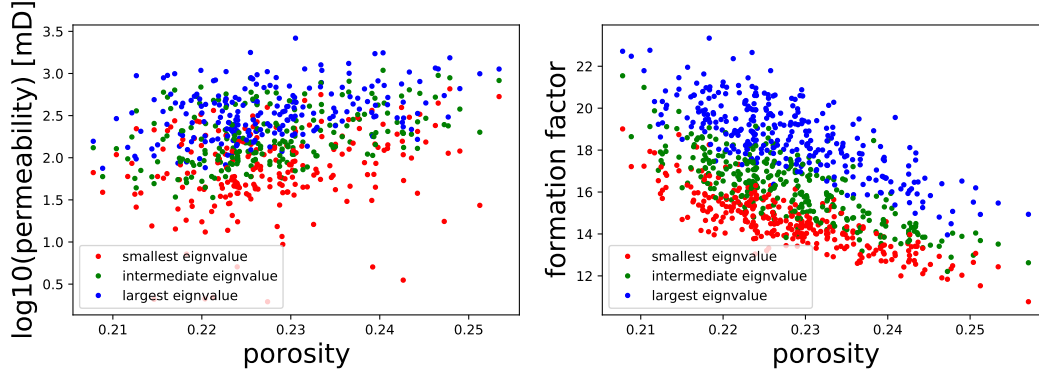 log10(permeability) [mD]
3.5
3.0
2.5
2.0
1.5
1.0
0.5
smallest eignvalue
intermediate eignvalue
largest eignvalue
0.21 0.22 0.23 0.24 0.25
porosity
formation factor
22
20
18
16
14
12
smallest eignvalue
intermediate eignvalue
largest eignvalue
0.21 0.22 0.23 0.24 0.25
porosity